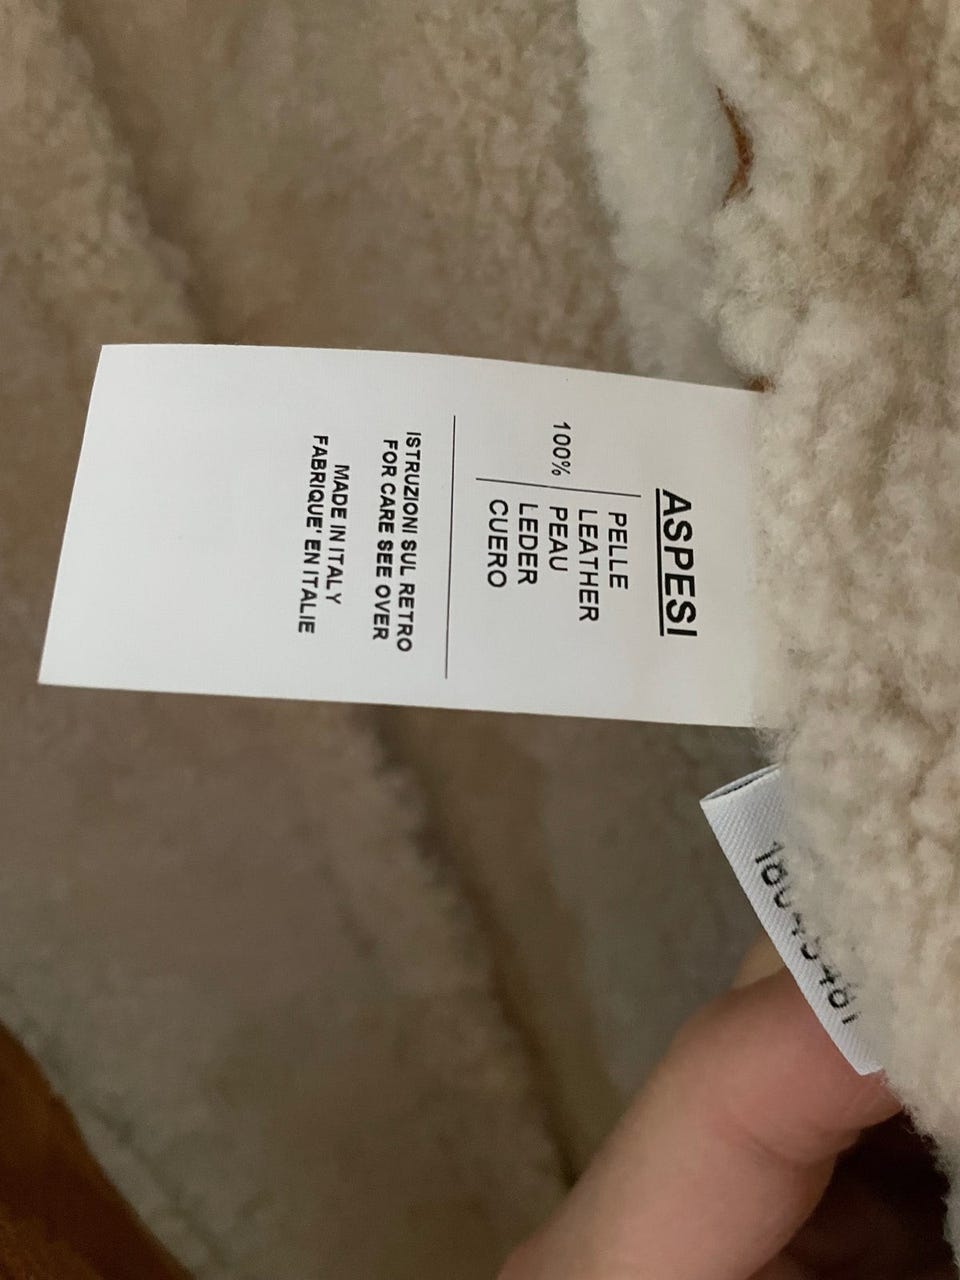 ASPESI
PELLE
LEATHER
100% PEAU
LEDER
CUERO
ISTRUZIONI SUL RETRO
FOR CARE SEE OVER
MADE IN ITALY
FABRIQUE' EN ITALIE